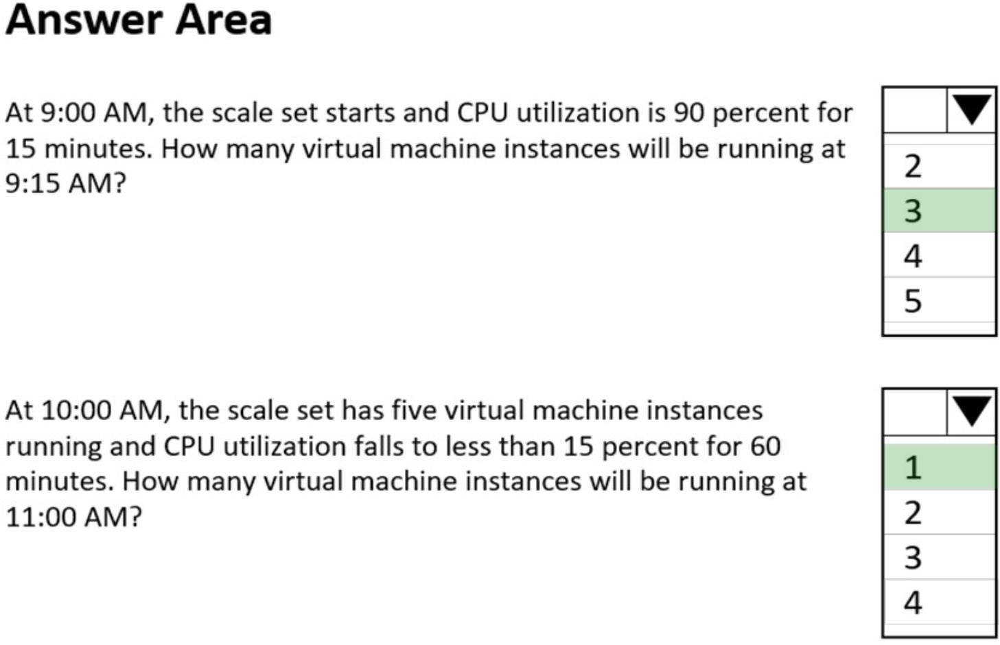 Answer Area
At 9:00 AM, the scale set starts and CPU utilization is 90 percent for
15 minutes. How many virtual machine instances will be running at
9:15 AM?
2
3
4
5
At 10:00 AM, the scale set has five virtual machine instances
running and CPU utilization falls to less than 15 percent for 60
minutes. How many virtual machine instances will be running at
11:00 AM?
1
2
3
4